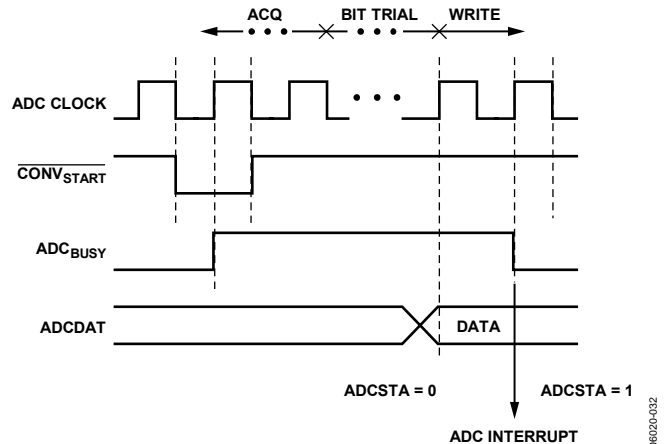 ACQ BIT TRIAL WRITE
ADC CLOCK
CONVSTART
ADCBUSY
ADCDAT DATA
ADCSTA = 0 ADCSTA = 1
ADC INTERRUPT
06020-032